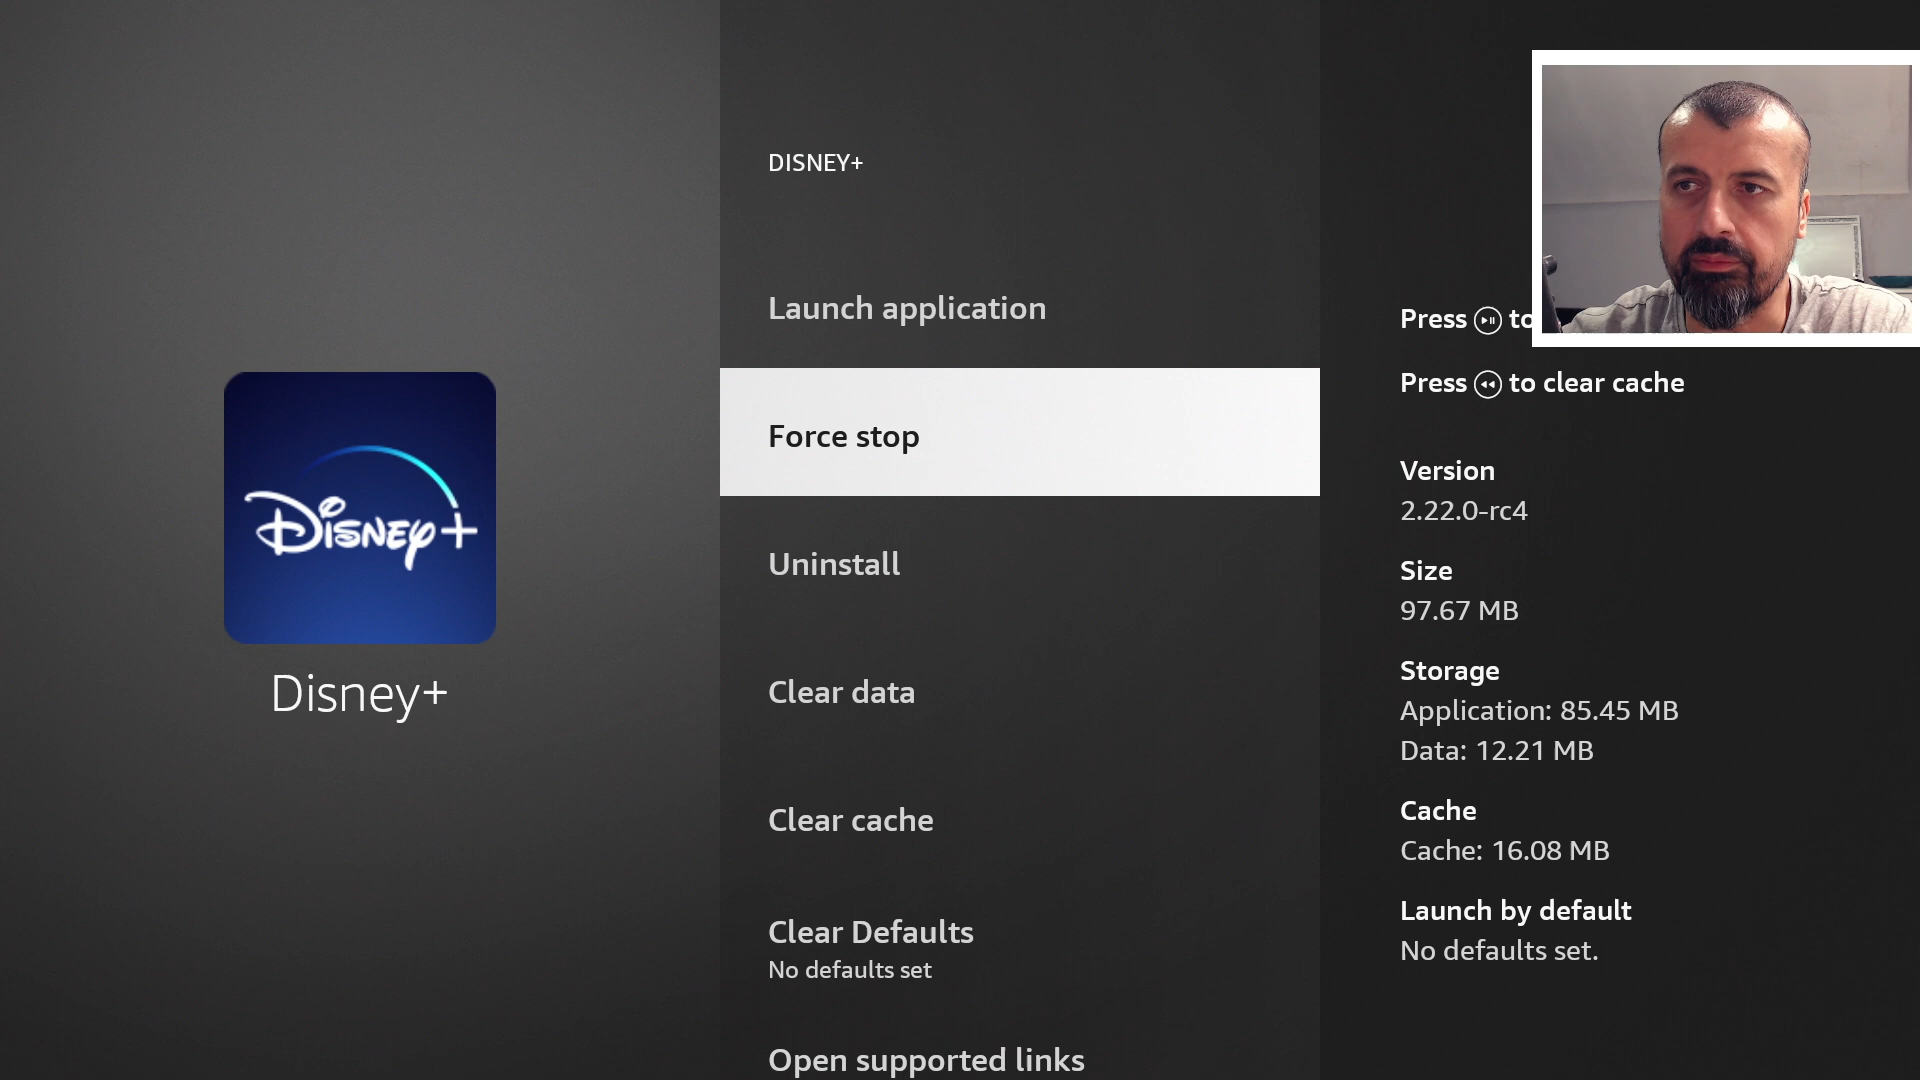 Disney+
Disney+
DISNEY+
Launch application
Force stop
Uninstall
Clear data
Clear cache
Clear Defaults
No defaults set
Open supported links
Press to
Press to clear cache
Version
2.22.0-rc4
Size
97.67 MB
Storage
Application: 85.45 MB
Data: 12.21 MB
Cache
Cache: 16.08 MB
Launch by default
No defaults set.